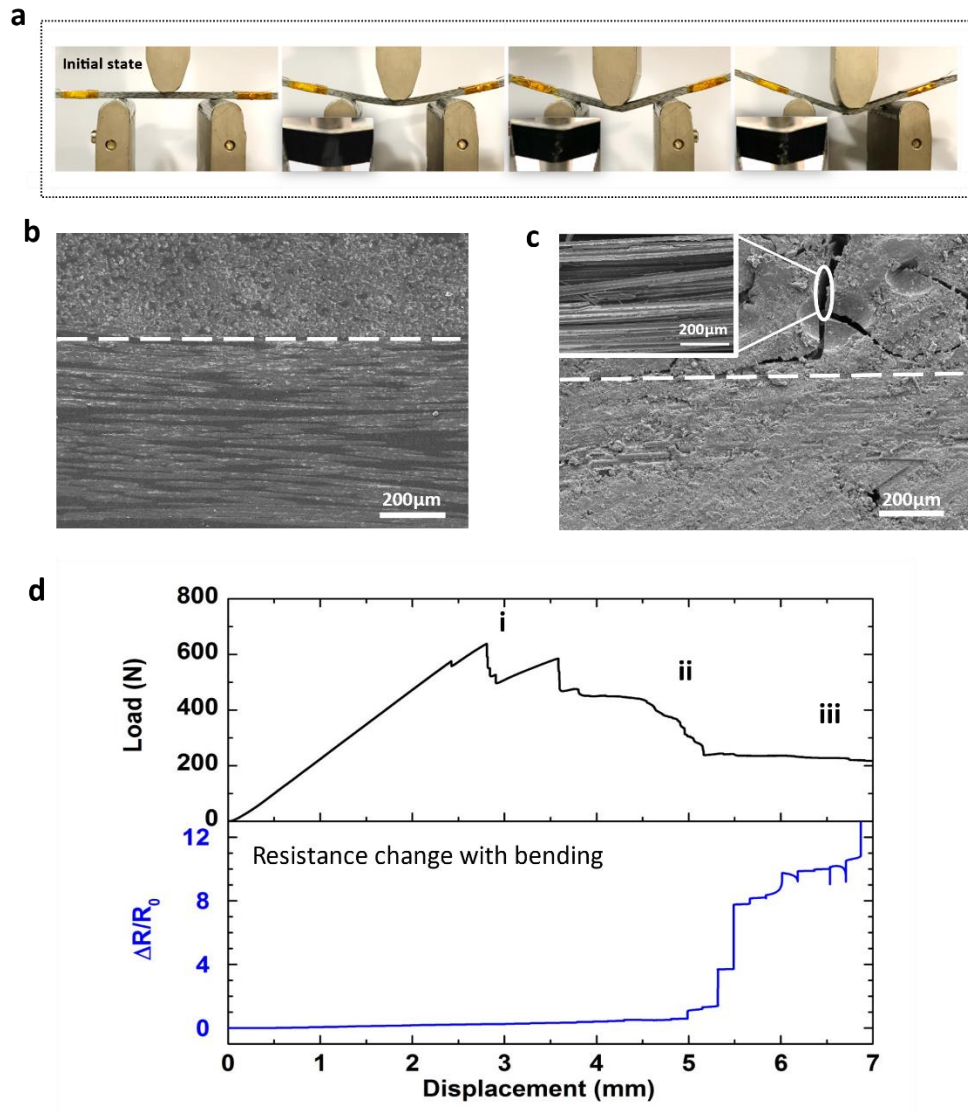 a
Initial state
b
c
200μm
200μm
200μm
d
800
600
400
200
0
Load (N)
i
ii
iii
12
8
4
0
ΔR/R₀
Resistance change with bending
0 1 2 3 4 5 6 7
Displacement (mm)